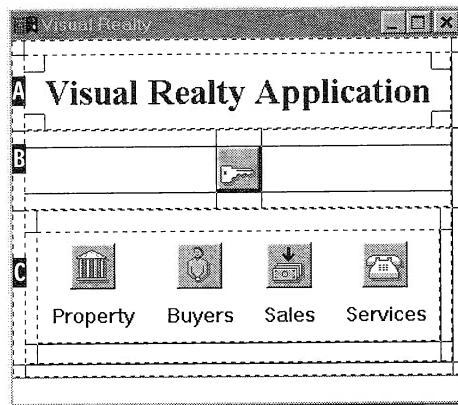 Visual Realty
A
Visual Realty Application
B
C
Property Buyers Sales Services